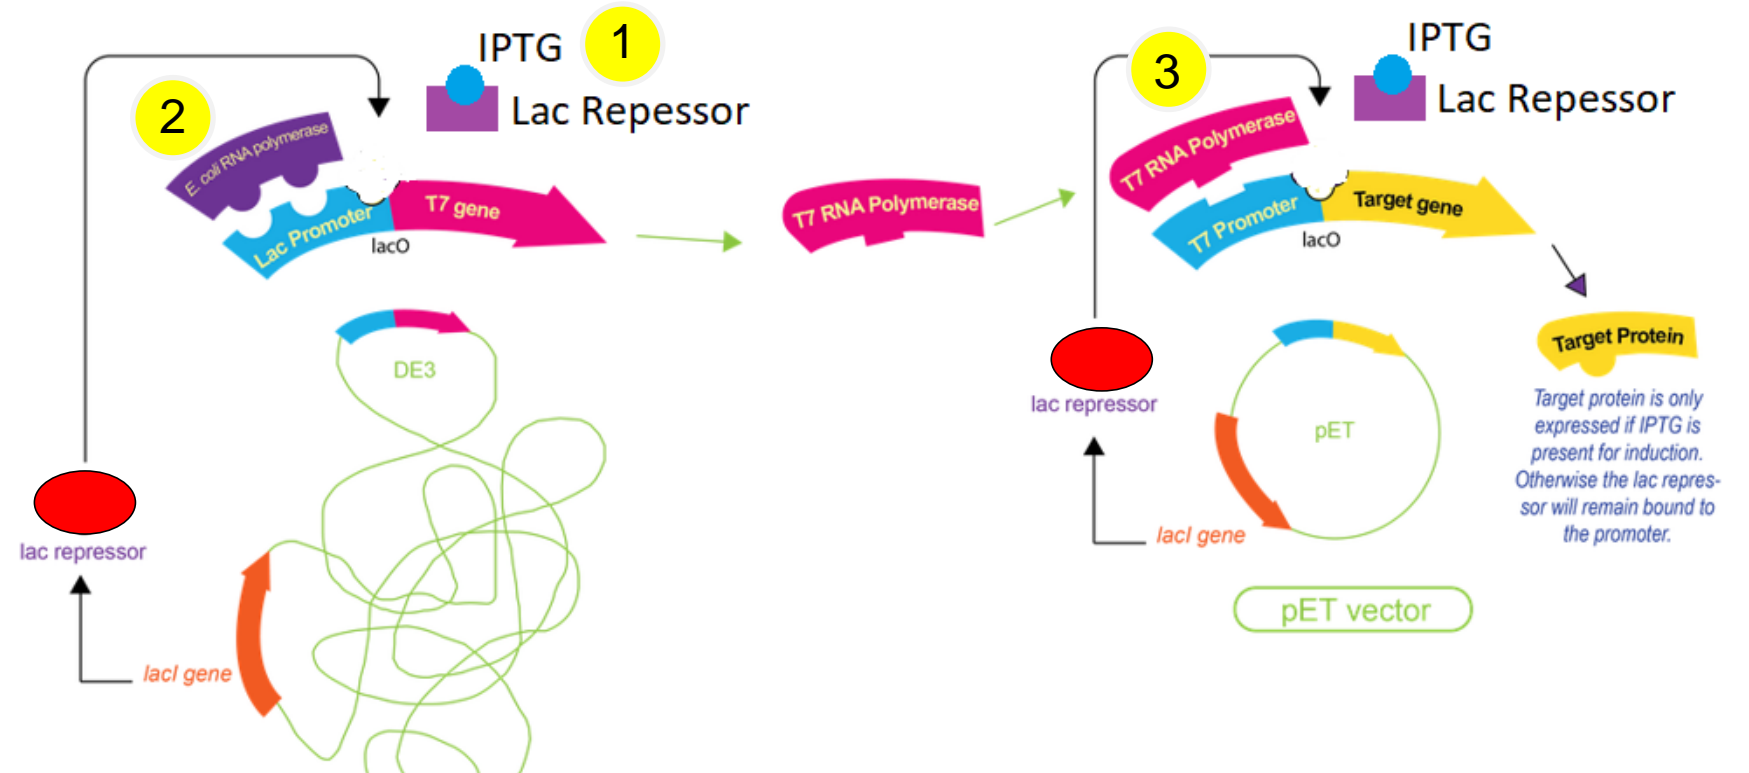 IPTG
1
Lac Repessor
2
E. coli RNA polymerase
Lac Promoter
T7 gene
lacO
DE3
lac repressor
lacI gene
T7 RNA Polymerase
3
IPTG
Lac Repessor
T7 RNA Polymerase
T7 Promoter
Target gene
lacO
lac repressor
lacI gene
pET
pET vector
Target Protein
Target protein is only
expressed if IPTG is
present for induction.
Otherwise the lac repres-
sor will remain bound to
the promoter.